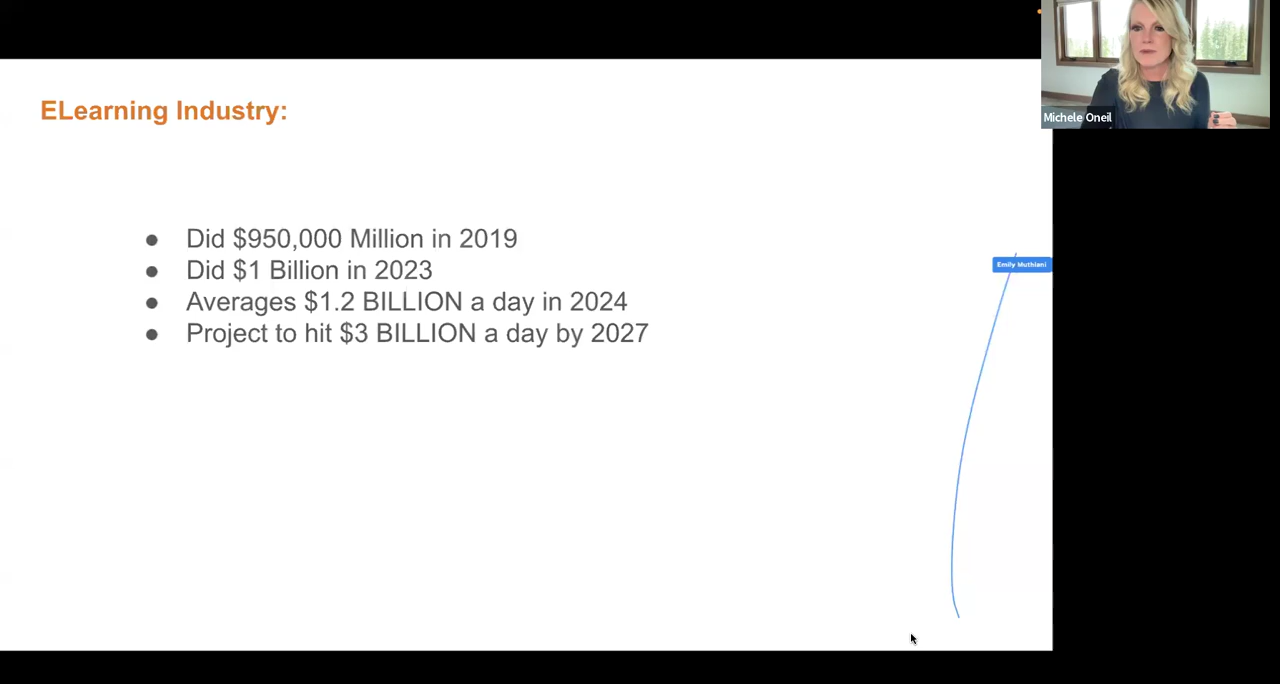 ELearning Industry:
Michele Oneil
● Did $950,000 Million in 2019
● Did $1 Billion in 2023
● Averages $1.2 BILLION a day in 2024
● Project to hit $3 BILLION a day by 2027
Emily Muthiani